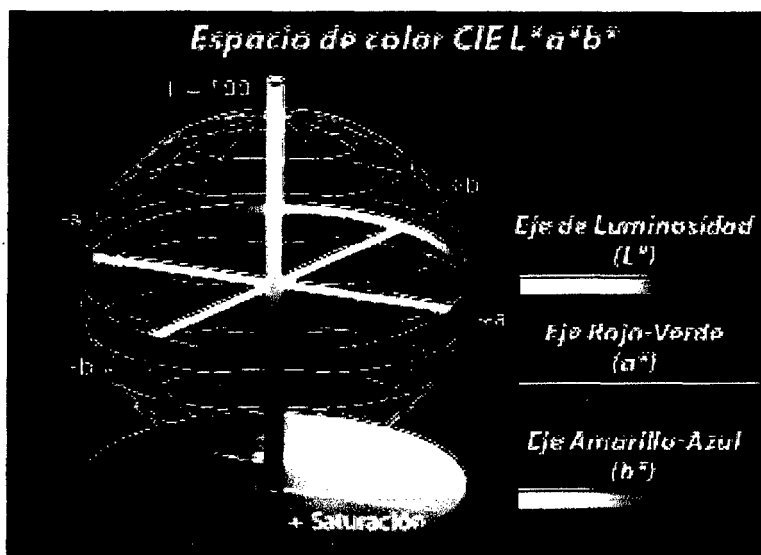 Espacio de color CIE L*a*b*
L = 100
+b
-a
Eje de Luminosidad
(L*)
+a
Eje Rojo-Verde
(a*)
-b
Eje Amarillo-Azul
(b*)
+ Saturación